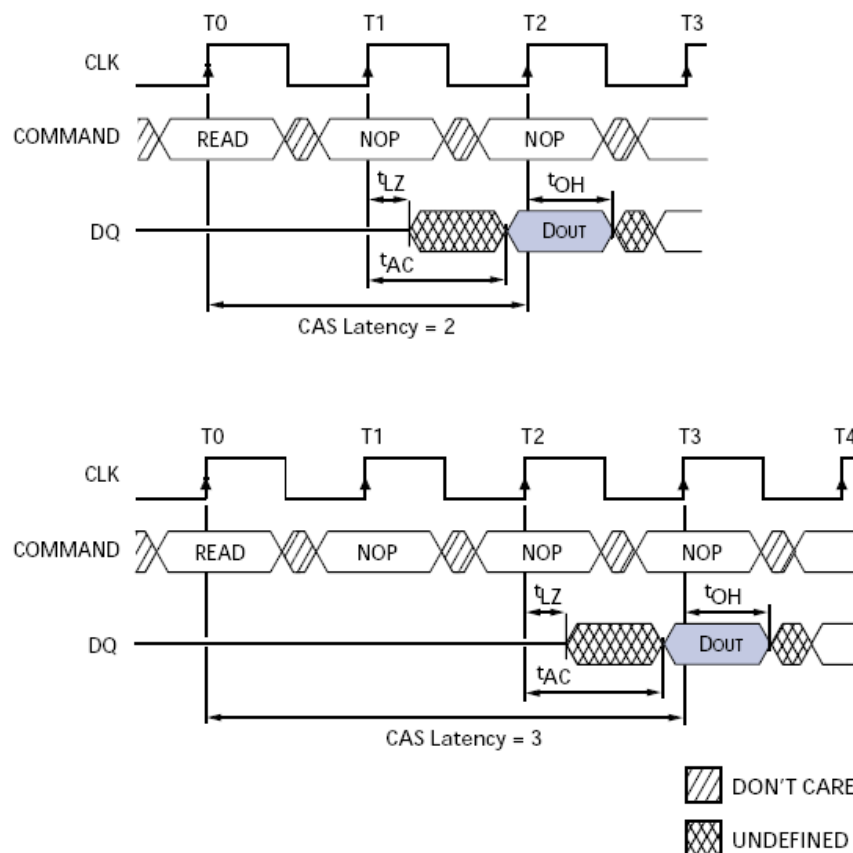 T0 T1 T2 T3
CLK
COMMAND READ NOP NOP
tLZ tOH
DQ DOUT
tAC
CAS Latency = 2
T0 T1 T2 T3 T4
CLK
COMMAND READ NOP NOP NOP
tLZ tOH
DQ DOUT
tAC
CAS Latency = 3
DON'T CARE
UNDEFINED